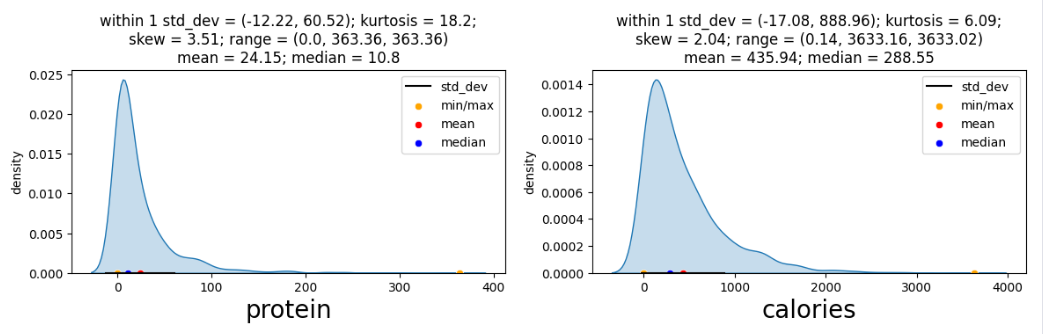 within 1 std_dev = (-12.22, 60.52); kurtosis = 18.2;
skew = 3.51; range = (0.0, 363.36, 363.36)
mean = 24.15; median = 10.8
0.025
0.020
0.015
0.010
0.005
0.000
density
std_dev
min/max
mean
median
0 100 200 300 400
protein
within 1 std_dev = (-17.08, 888.96); kurtosis = 6.09;
skew = 2.04; range = (0.14, 3633.16, 3633.02)
mean = 435.94; median = 288.55
0.0014
0.0012
0.0010
0.0008
0.0006
0.0004
0.0002
0.0000
density
std_dev
min/max
mean
median
0 1000 2000 3000 4000
calories